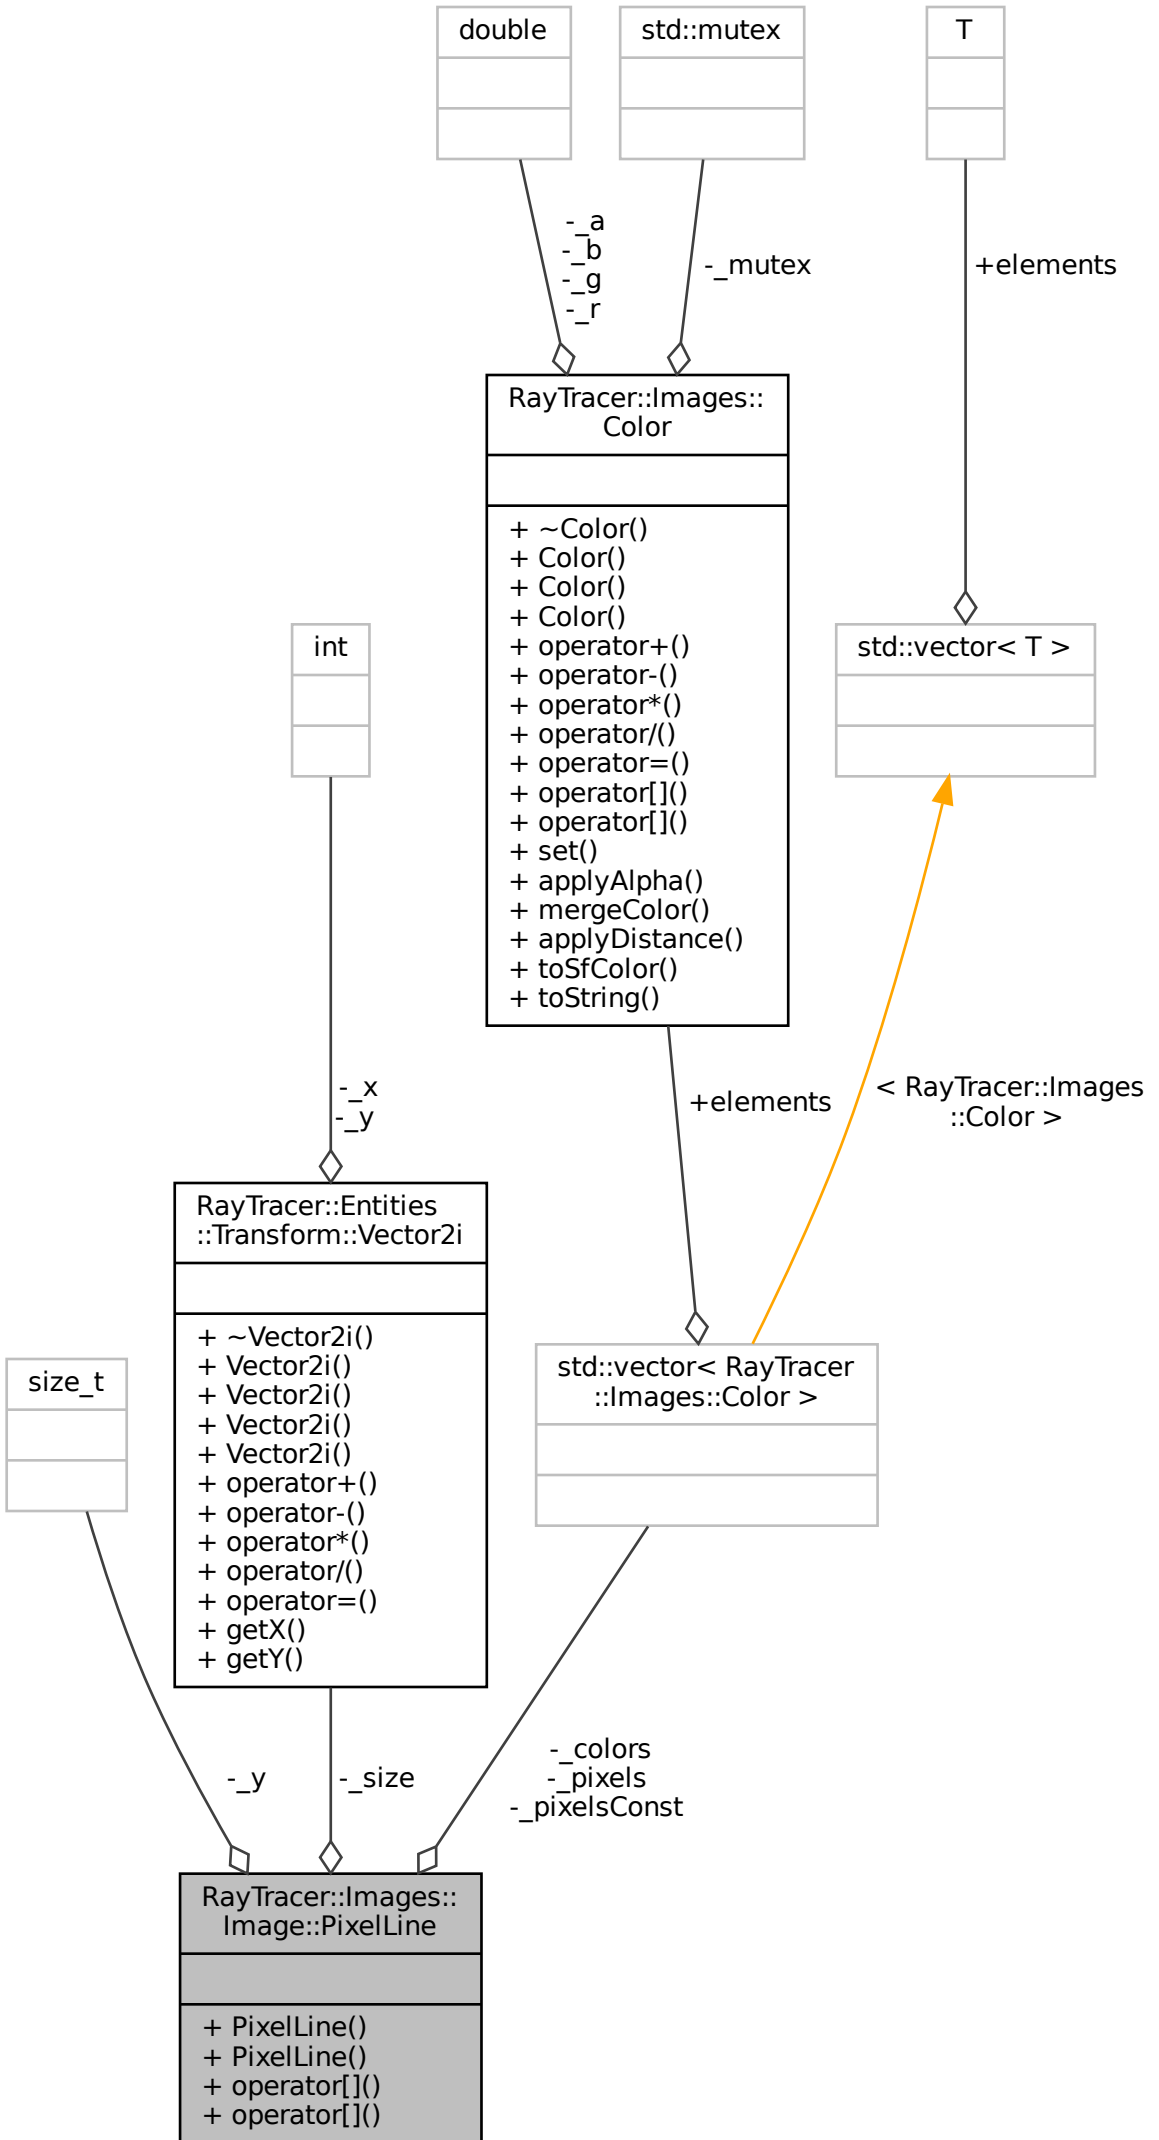 double
std::mutex
T
-_a
-_b
-_g
-_r
-_mutex
+elements
RayTracer::Images::
Color
+ ~Color()
+ Color()
+ Color()
+ Color()
+ operator+()
+ operator-()
+ operator*()
+ operator/()
+ operator=()
+ operator[]()
+ operator[]()
+ set()
+ applyAlpha()
+ mergeColor()
+ applyDistance()
+ toSfColor()
+ toString()
int
std::vector< T >
-_x
-_y
+elements
< RayTracer::Images
::Color >
RayTracer::Entities
::Transform::Vector2i
+ ~Vector2i()
+ Vector2i()
+ Vector2i()
+ Vector2i()
+ Vector2i()
+ operator+()
+ operator-()
+ operator*()
+ operator/()
+ operator=()
+ getX()
+ getY()
size_t
std::vector< RayTracer
::Images::Color >
-_y
-_size
-_colors
-_pixels
-_pixelsConst
RayTracer::Images::
Image::PixelLine
+ PixelLine()
+ PixelLine()
+ operator[]()
+ operator[]()